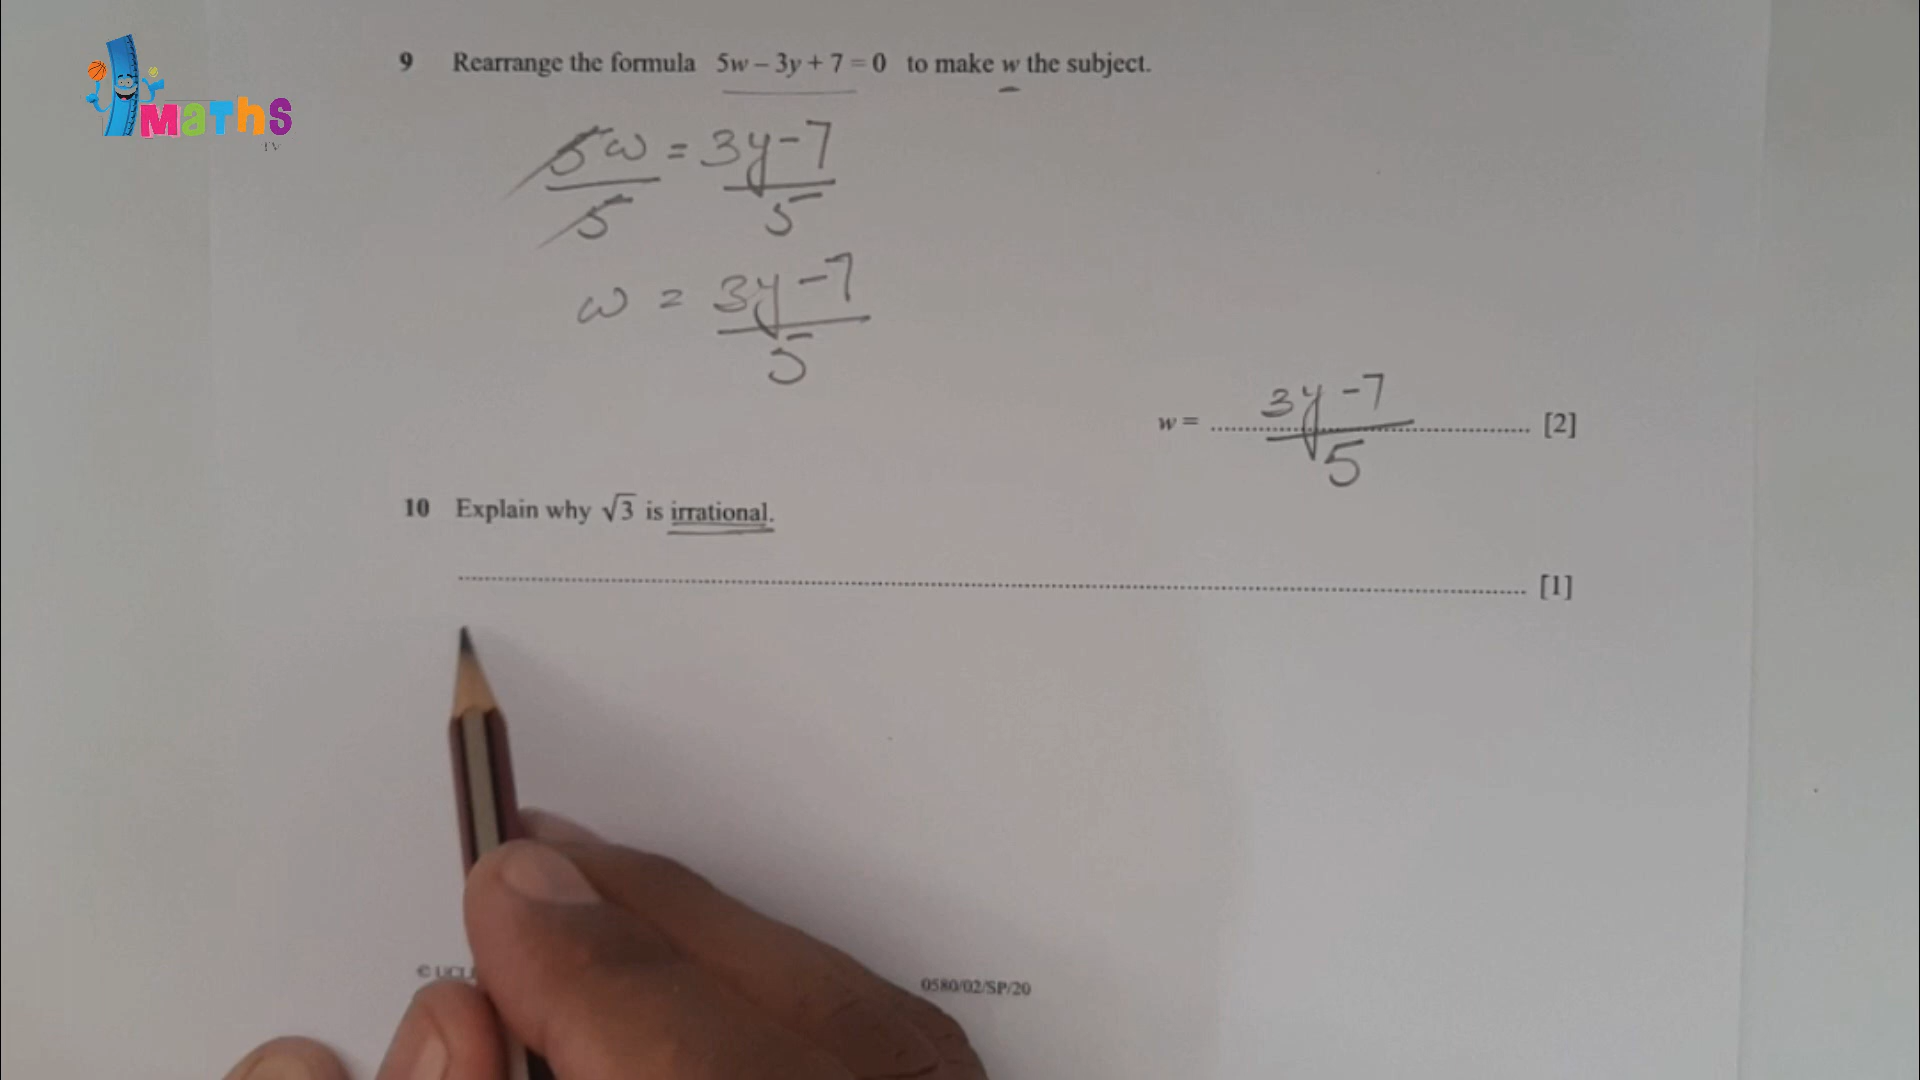 Maths
TV
9 Rearrange the formula 5w − 3y + 7 = 0 to make w the subject.
5w = 3y-7
5 5
w = 3y-7
5
w = 3y-7 [2]
5
10 Explain why √3 is irrational.
[1]
0580/02/SP/20